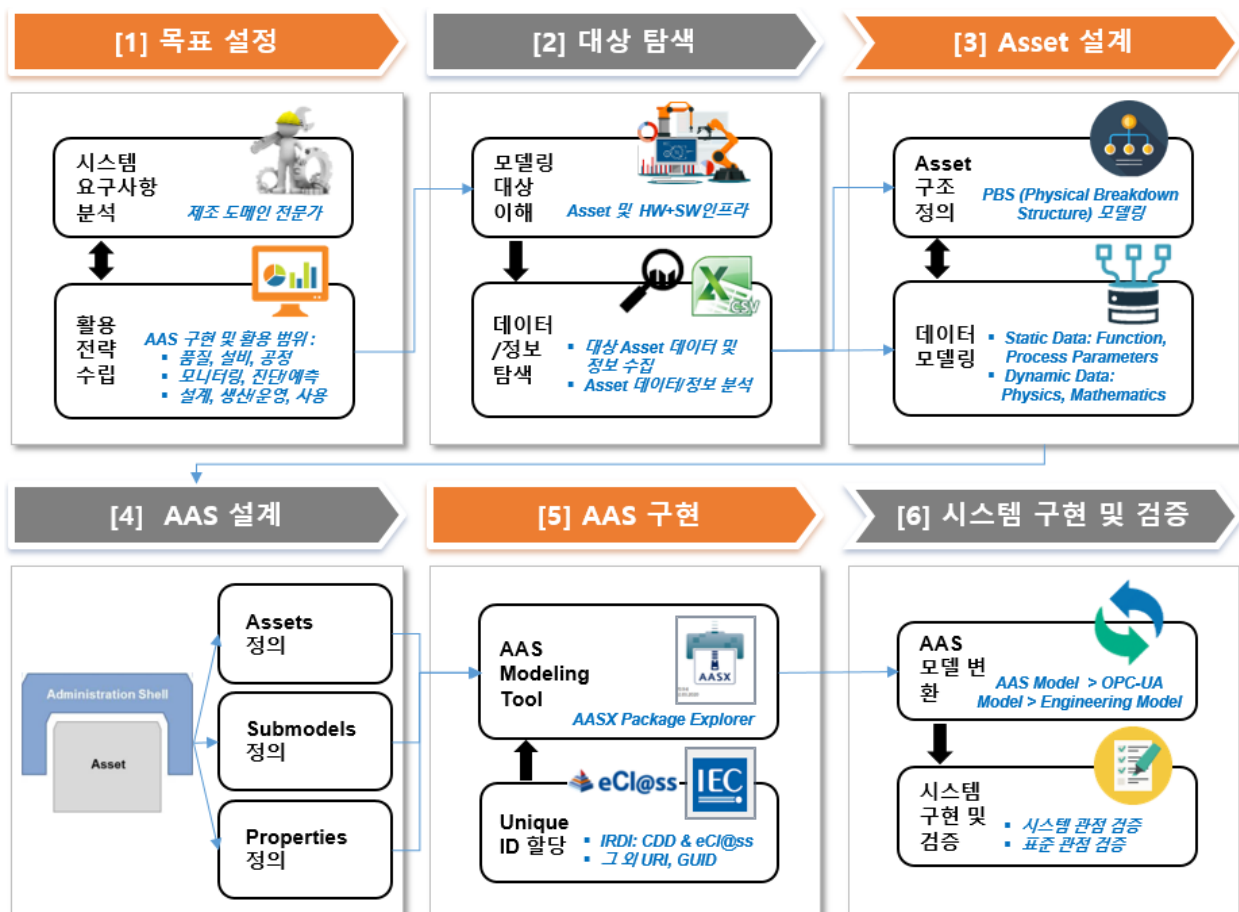 [1] 목표 설정
시스템
요구사항
분석
제조 도메인 전문가
활용
전략
수립
AAS 구현 및 활용 범위 :
▪ 품질, 설비, 공정
▪ 모니터링, 진단/예측
▪ 설계, 생산/운영, 사용
[2] 대상 탐색
모델링
대상
이해
Asset 및 HW+SW인프라
데이터
/정보
탐색
CSV
▪ 대상 Asset 데이터 및
정보 수집
▪ Asset 데이터/정보 분석
[3] Asset 설계
Asset
구조
정의
PBS (Physical Breakdown
Structure) 모델링
데이터
모델링
▪ Static Data: Function,
Process Parameters
▪ Dynamic Data:
Physics, Mathematics
[4] AAS 설계
Administration Shell
Asset
Assets
정의
Submodels
정의
Properties
정의
[5] AAS 구현
AAS
Modeling
Tool
AASX
AASX Package Explorer
eCl@ss
IEC
Unique
ID 할당
▪ IRDI: CDD & eCl@ss
▪ 그 외 URI, GUID
[6] 시스템 구현 및 검증
AAS
모델 변
환
AAS Model > OPC-UA
Model > Engineering Model
시스템
구현 및
검증
▪ 시스템 관점 검증
▪ 표준 관점 검증